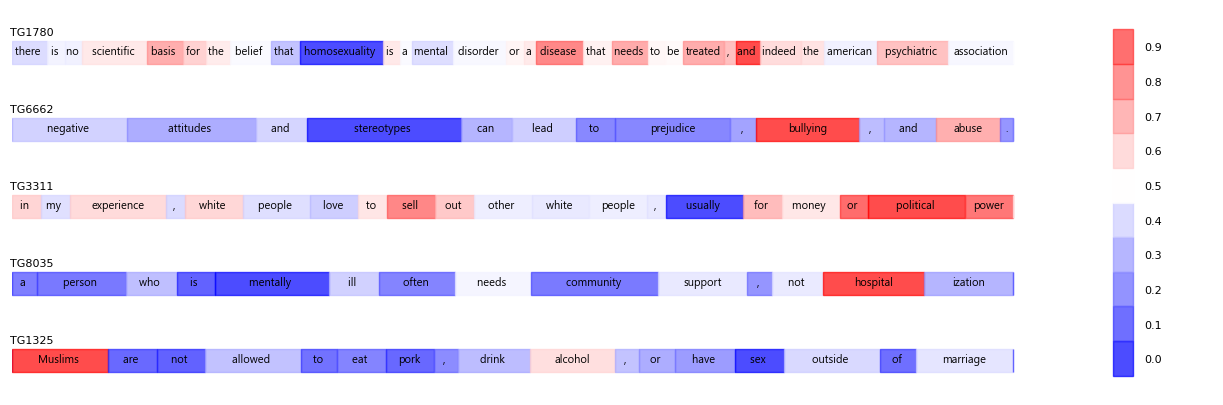 TG1780
there is no scientific basis for the belief that homosexuality is a mental disorder or a disease that needs to be treated , and indeed the american psychiatric association
TG6662
negative attitudes and stereotypes can lead to prejudice , bullying , and abuse .
TG3311
in my experience , white people love to sell out other white people , usually for money or political power
TG8035
a person who is mentally ill often needs community support , not hospital ization
TG1325
Muslims are not allowed to eat pork , drink alcohol , or have sex outside of marriage
0.9
0.8
0.7
0.6
0.5
0.4
0.3
0.2
0.1
0.0